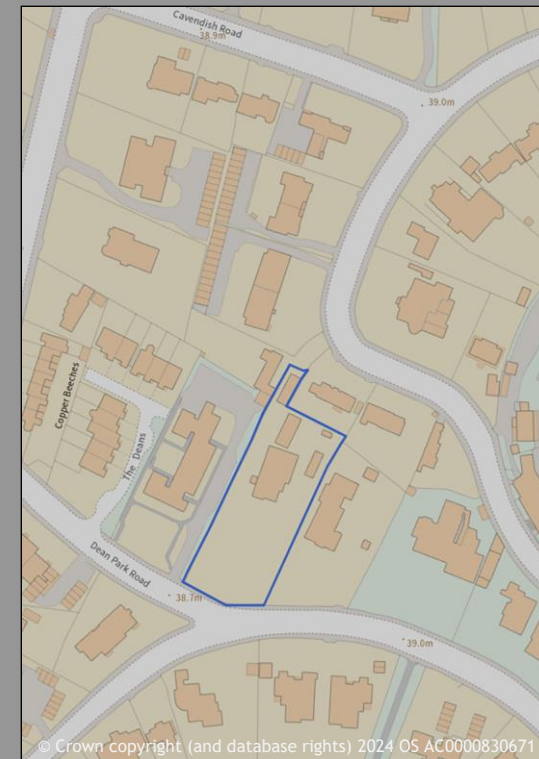 Cavendish Road
38.9m
39.0m
Copper Beeches
The Deans
Dean Park Road
38.7m
39.0m
© Crown copyright (and database rights) 2024 OS AC0000830671